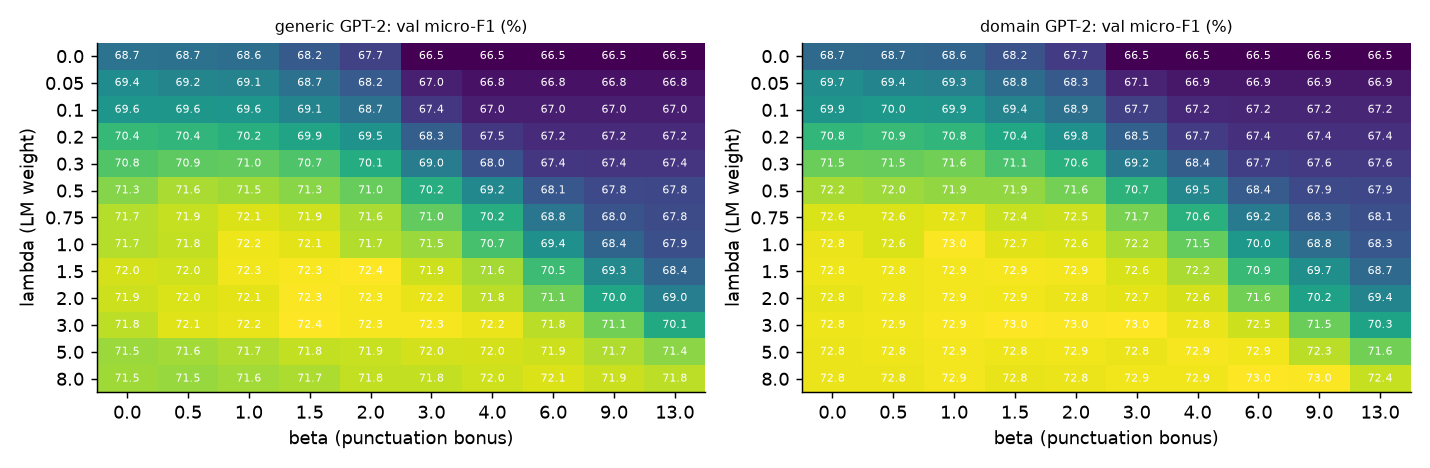 generic GPT-2: val micro-F1 (%)
lambda (LM weight)
0.0 68.7 68.7 68.6 68.2 67.7 66.5 66.5 66.5 66.5 66.5
0.05 69.4 69.2 69.1 68.7 68.2 67.0 66.8 66.8 66.8 66.8
0.1 69.6 69.6 69.6 69.1 68.7 67.4 67.0 67.0 67.0 67.0
0.2 70.4 70.4 70.2 69.9 69.5 68.3 67.5 67.2 67.2 67.2
0.3 70.8 70.9 71.0 70.7 70.1 69.0 68.0 67.4 67.4 67.4
0.5 71.3 71.6 71.5 71.3 71.0 70.2 69.2 68.1 67.8 67.8
0.75 71.7 71.9 72.1 71.9 71.6 71.0 70.2 68.8 68.0 67.8
1.0 71.7 71.8 72.2 72.1 71.7 71.5 70.7 69.4 68.4 67.9
1.5 72.0 72.0 72.3 72.3 72.4 71.9 71.6 70.5 69.3 68.4
2.0 71.9 72.0 72.1 72.3 72.3 72.2 71.8 71.1 70.0 69.0
3.0 71.8 72.1 72.2 72.4 72.3 72.3 72.2 71.8 71.1 70.1
5.0 71.5 71.6 71.7 71.8 71.9 72.0 72.0 71.9 71.7 71.4
8.0 71.5 71.5 71.6 71.7 71.8 71.8 72.0 72.1 71.9 71.8
0.0 0.5 1.0 1.5 2.0 3.0 4.0 6.0 9.0 13.0
beta (punctuation bonus)
domain GPT-2: val micro-F1 (%)
lambda (LM weight)
0.0 68.7 68.7 68.6 68.2 67.7 66.5 66.5 66.5 66.5 66.5
0.05 69.7 69.4 69.3 68.8 68.3 67.1 66.9 66.9 66.9 66.9
0.1 69.9 70.0 69.9 69.4 68.9 67.7 67.2 67.2 67.2 67.2
0.2 70.8 70.9 70.8 70.4 69.8 68.5 67.7 67.4 67.4 67.4
0.3 71.5 71.5 71.6 71.1 70.6 69.2 68.4 67.7 67.6 67.6
0.5 72.2 72.0 71.9 71.9 71.6 70.7 69.5 68.4 67.9 67.9
0.75 72.6 72.6 72.7 72.4 72.5 71.7 70.6 69.2 68.3 68.1
1.0 72.8 72.6 73.0 72.7 72.6 72.2 71.5 70.0 68.8 68.3
1.5 72.8 72.8 72.9 72.9 72.9 72.6 72.2 70.9 69.7 68.7
2.0 72.8 72.8 72.9 72.9 72.8 72.7 72.6 71.6 70.2 69.4
3.0 72.8 72.9 72.9 73.0 73.0 73.0 72.8 72.5 71.5 70.3
5.0 72.8 72.8 72.9 72.8 72.9 72.8 72.9 72.9 72.3 71.6
8.0 72.8 72.8 72.9 72.8 72.8 72.9 72.9 73.0 73.0 72.4
0.0 0.5 1.0 1.5 2.0 3.0 4.0 6.0 9.0 13.0
beta (punctuation bonus)